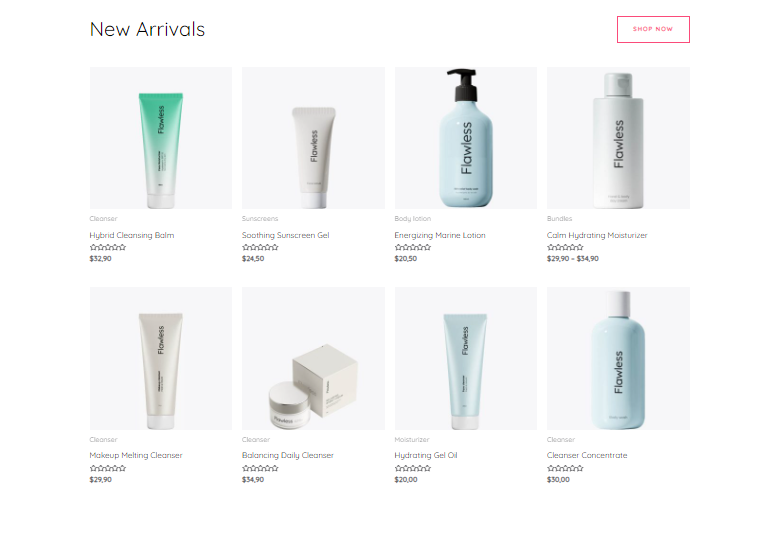 New Arrivals
SHOP NOW
Flawless
Flawless
Flawless
Flawless
Cleanser
Sunscreens
Body lotion
Bundles
Hybrid Cleansing Balm
Soothing Sunscreen Gel
Energizing Marine Lotion
Calm Hydrating Moisturizer
$32,90
$24,50
$20,50
$29,90 – $34,90
Flawless
Flawless
Flawless
Flawless
Cleanser
Cleanser
Moisturizer
Cleanser
Makeup Melting Cleanser
Balancing Daily Cleanser
Hydrating Gel Oil
Cleanser Concentrate
$29,90
$34,90
$20,00
$30,00